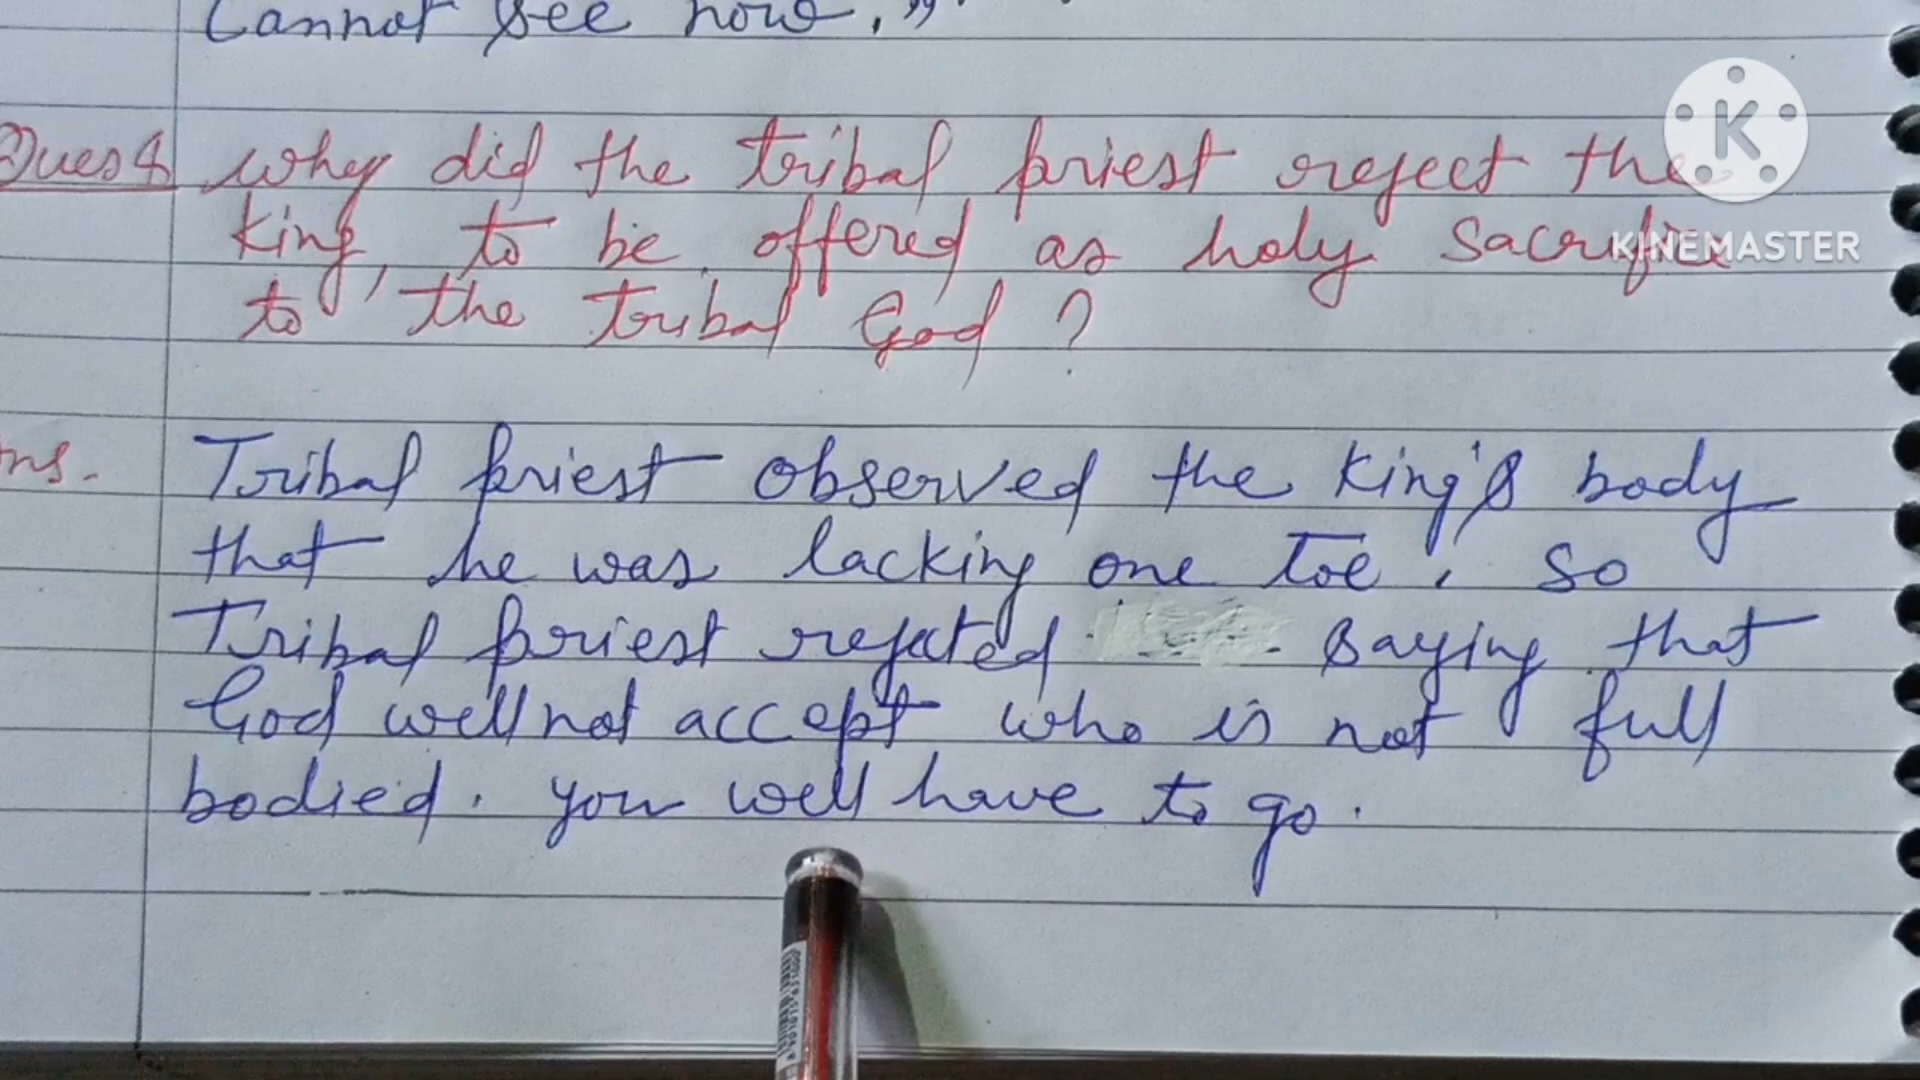 Cannot see now."
Ques 4 why did the tribal priest reject the
king, to be offered as holy sacrifice
to the tribal God ?
Ans. Tribal priest observed the king's body
that he was lacking one toe. So
Tribal priest rejected saying that
God well not accept who is not full
bodied. you well have to go.
K
KINEMASTER